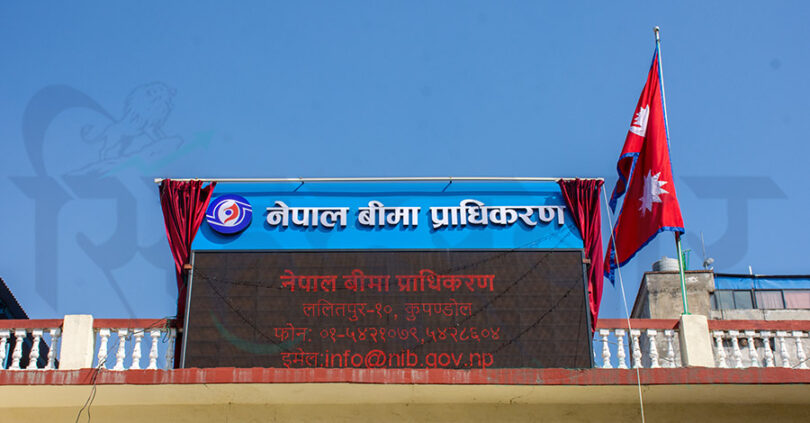 नेपाल बीमा प्राधिकरण
नेपाल बीमा प्राधिकरण
ललितपुर-१०, कुपण्डोल
फोन: ०१-५४२१०७९,५४२८६०४
इमेल:info@nib.gov.np